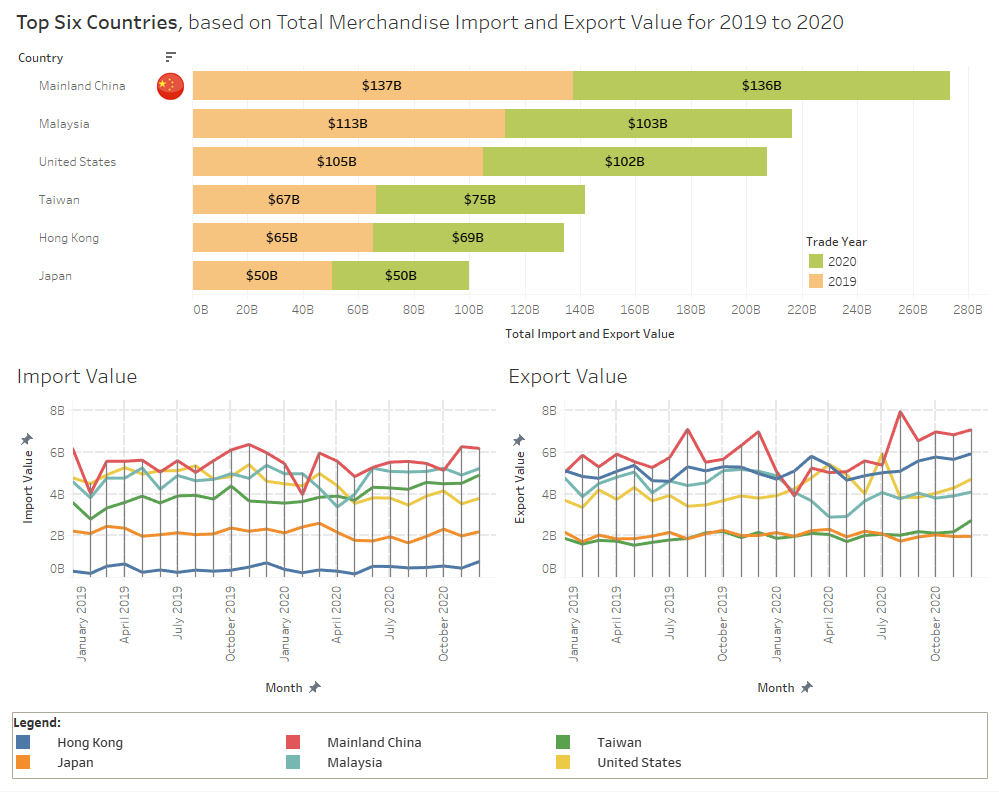 Top Six Countries, based on Total Merchandise Import and Export Value for 2019 to 2020
Country
Mainland China $137B $136B
Malaysia $113B $103B
United States $105B $102B
Taiwan $67B $75B
Hong Kong $65B $69B
Japan $50B $50B
Trade Year
2020
2019
0B 20B 40B 60B 80B 100B 120B 140B 160B 180B 200B 220B 240B 260B 280B
Total Import and Export Value
Import Value
8B
6B
4B
2B
0B
Import Value
January 2019
April 2019
July 2019
October 2019
January 2020
April 2020
July 2020
October 2020
Month
Export Value
8B
6B
4B
2B
0B
Export Value
January 2019
April 2019
July 2019
October 2019
January 2020
April 2020
July 2020
October 2020
Month
Legend:
Hong Kong Mainland China Taiwan
Japan Malaysia United States